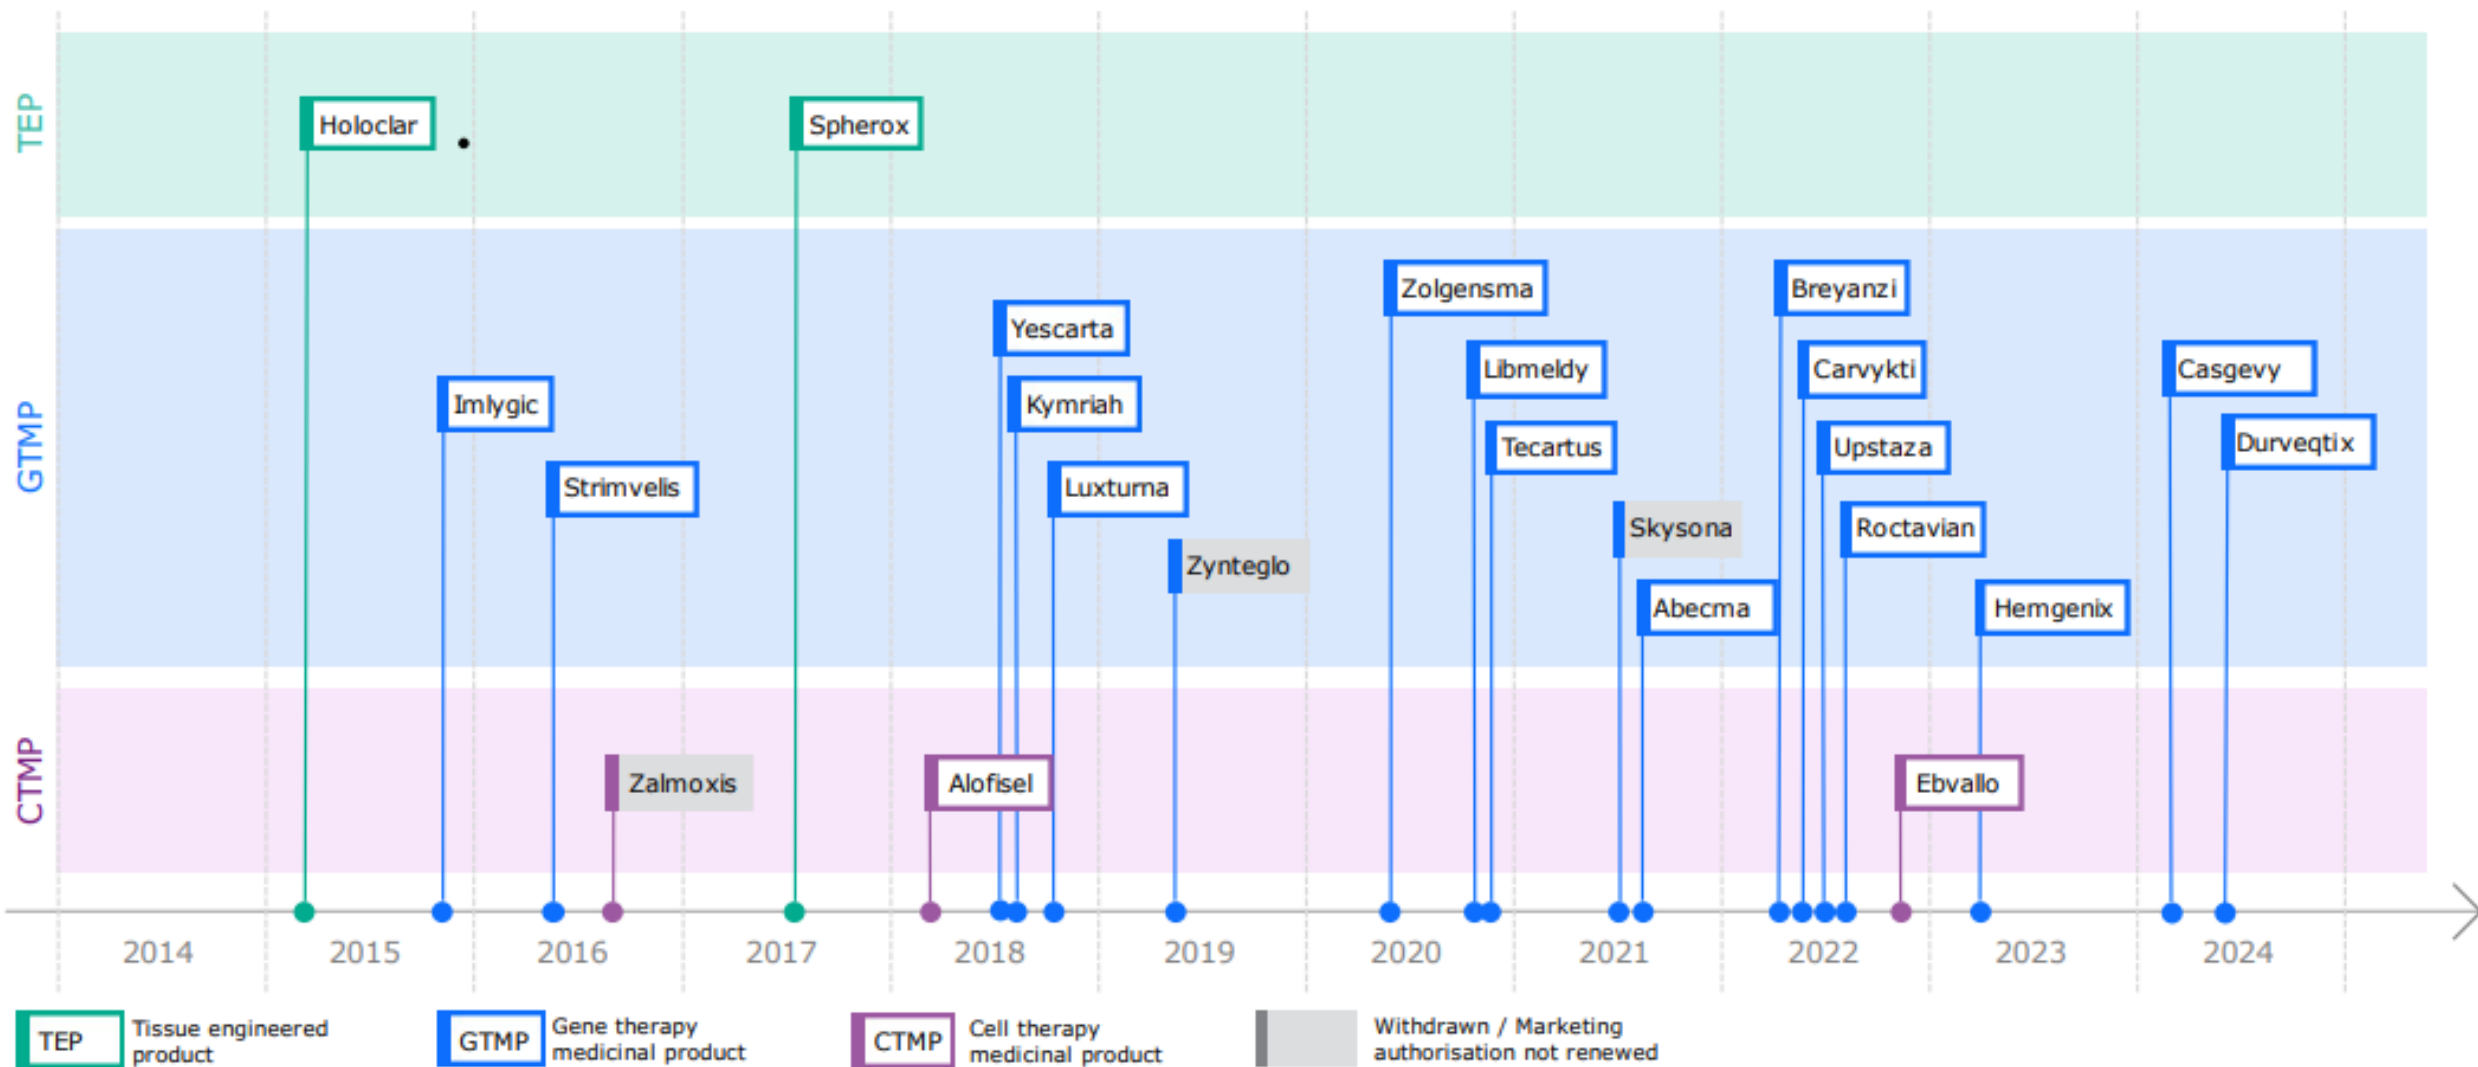 TEP
Holoclar
Spherox
GTMP
Zolgensma
Breyanzi
Yescarta
Libmeldy
Carvykti
Casgevy
Imlygic
Kymriah
Tecartus
Upstaza
Durveqtix
Strimvelis
Luxturna
Skysona
Roctavian
Zynteglo
Abecma
Hemgenix
CTMP
Zalmoxis
Alofisel
Ebvallo
2014 2015 2016 2017 2018 2019 2020 2021 2022 2023 2024
TEP
Tissue engineered
product
GTMP
Gene therapy
medicinal product
CTMP
Cell therapy
medicinal product
Withdrawn / Marketing
authorisation not renewed